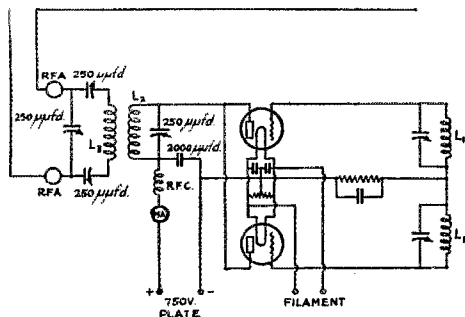 RFA
250 µµfd.
250 µµfd.
L₃
L₂
250 µµfd.
2000 µµfd.
RFA
250 µµfd.
R.F.C.
MA
L₁
L₁
+ 750V. -
PLATE
FILAMENT